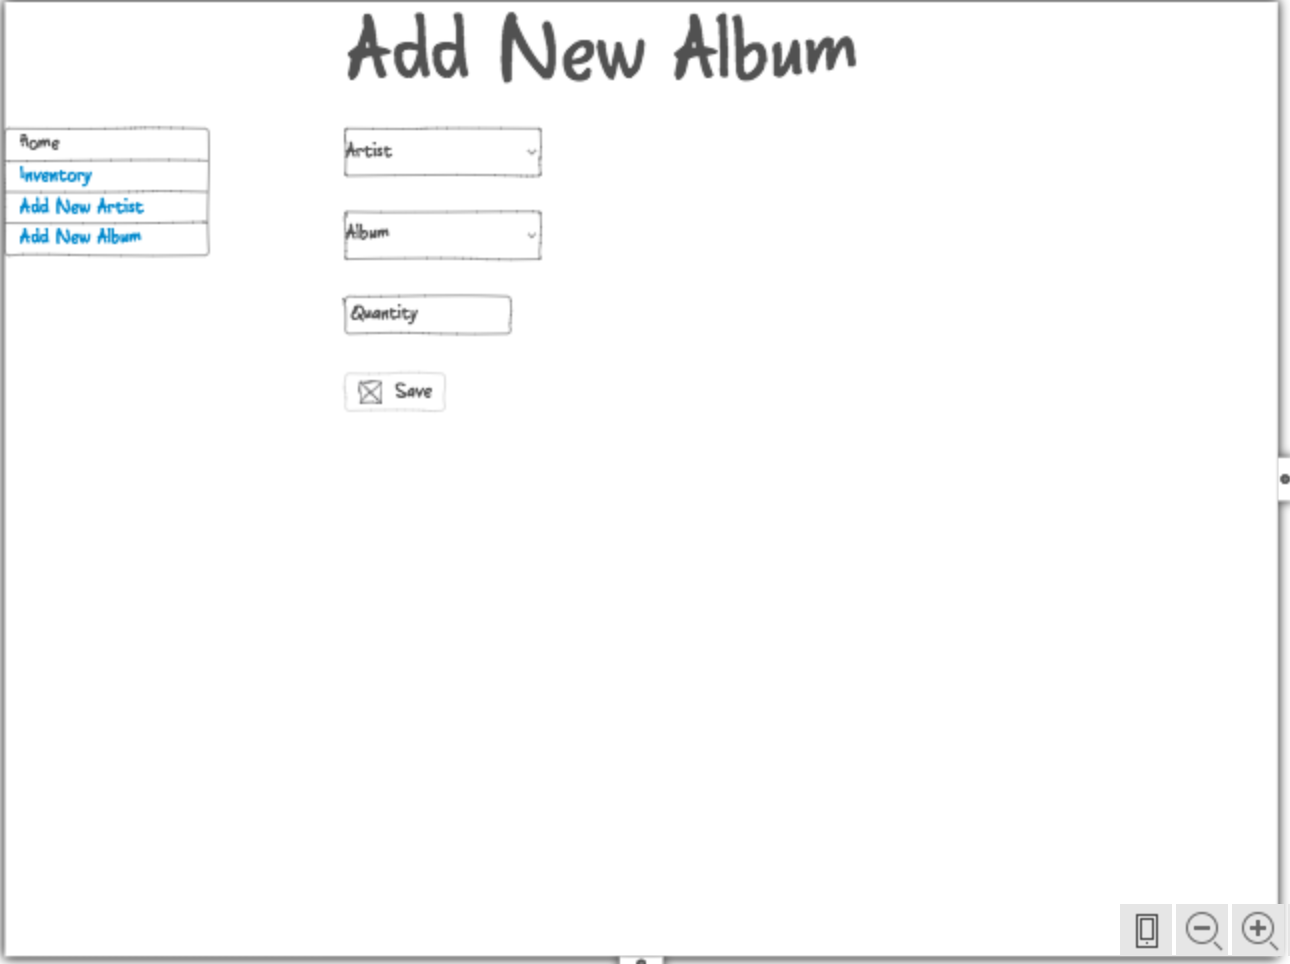 Add New Album
Home
Inventory
Add New Artist
Add New Album
Artist
Album
Quantity
Save